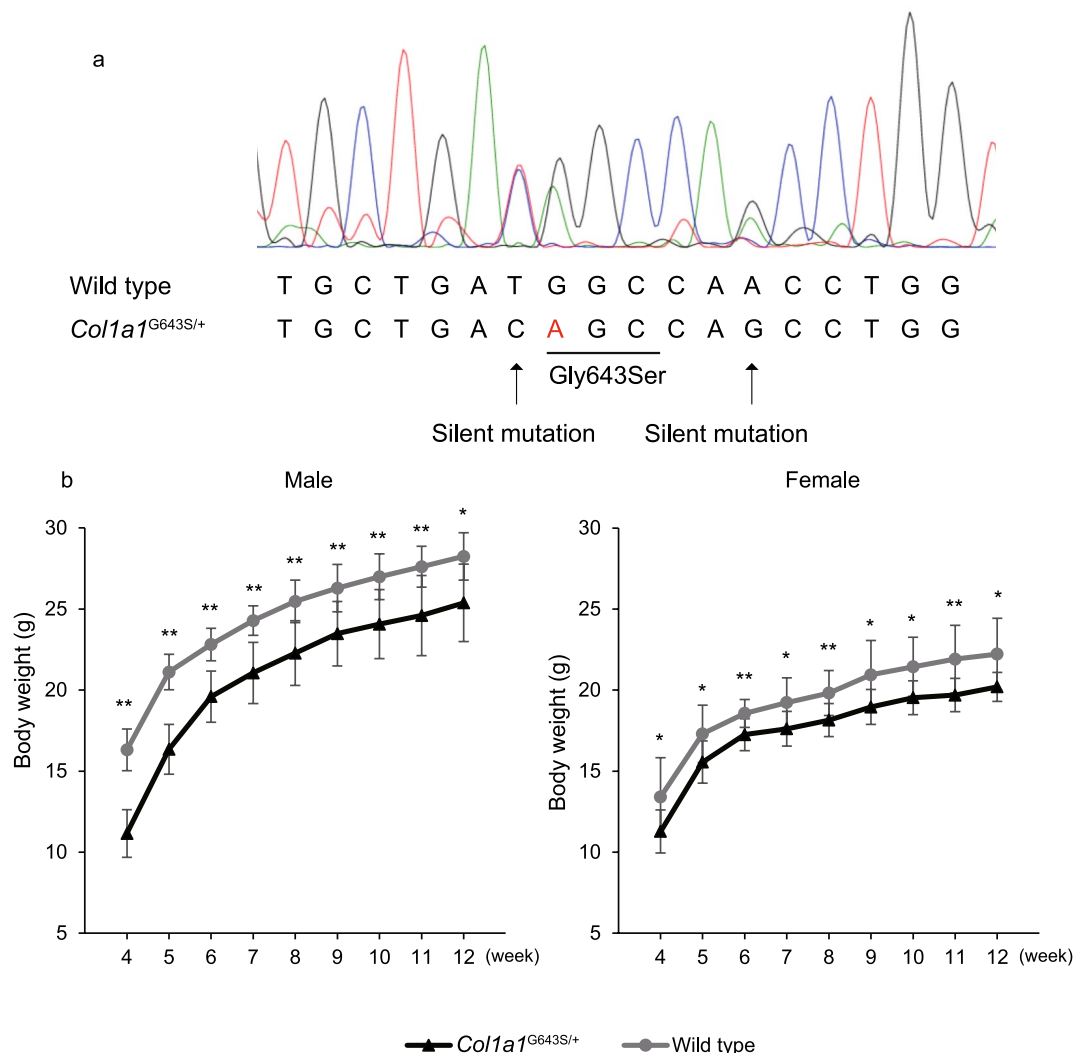 a
Wild type T G C T G A T G G C C A A C C T G G
Col1a1G643S/+ T G C T G A C A G C C A G C C T G G
Gly643Ser
Silent mutation Silent mutation
b Male Female
Body weight (g)
30
25
20
15
10
5
** ** ** ** ** ** ** ** *
4 5 6 7 8 9 10 11 12 (week)
Body weight (g)
30
25
20
15
10
5
* * ** * ** * * ** *
4 5 6 7 8 9 10 11 12 (week)
Col1a1G643S/+ Wild type